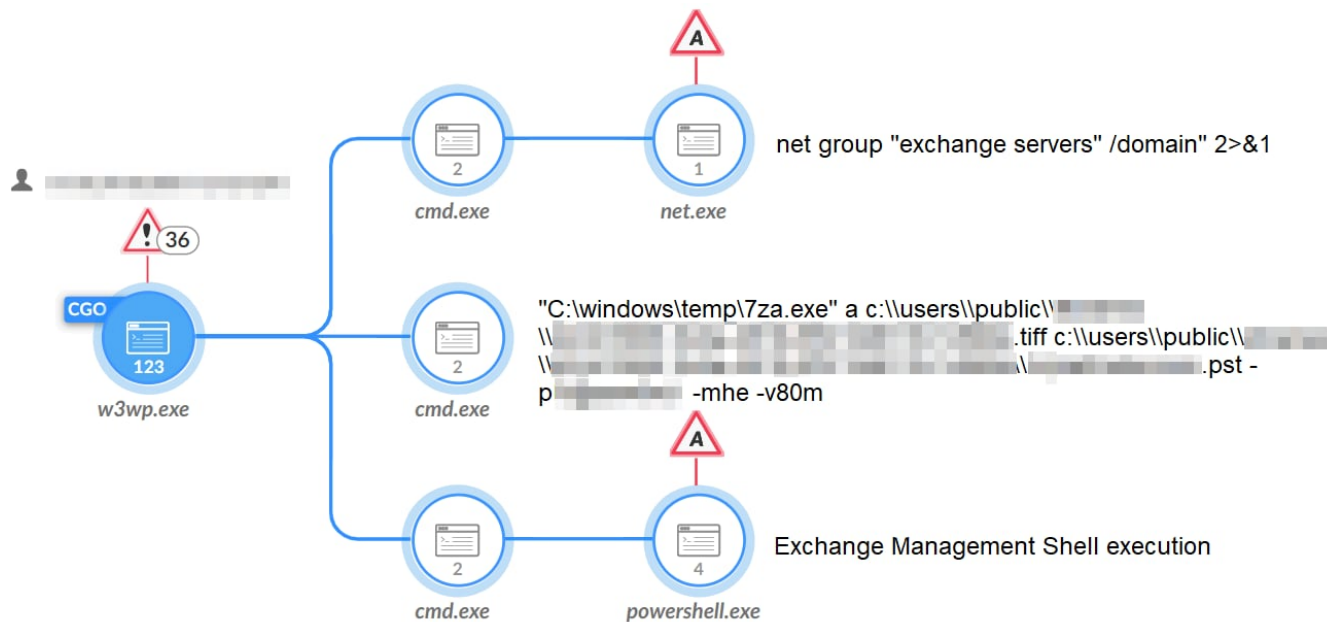 A
net group "exchange servers" /domain" 2>&1
2
cmd.exe
1
net.exe
! 36
CGO
123
w3wp.exe
2
cmd.exe
"C:\windows\temp\7za.exe" a c:\\users\\public\\
\\ .tiff c:\\users\\public\\
\\ \\ .pst -
p -mhe -v80m
A
2
cmd.exe
4
powershell.exe
Exchange Management Shell execution